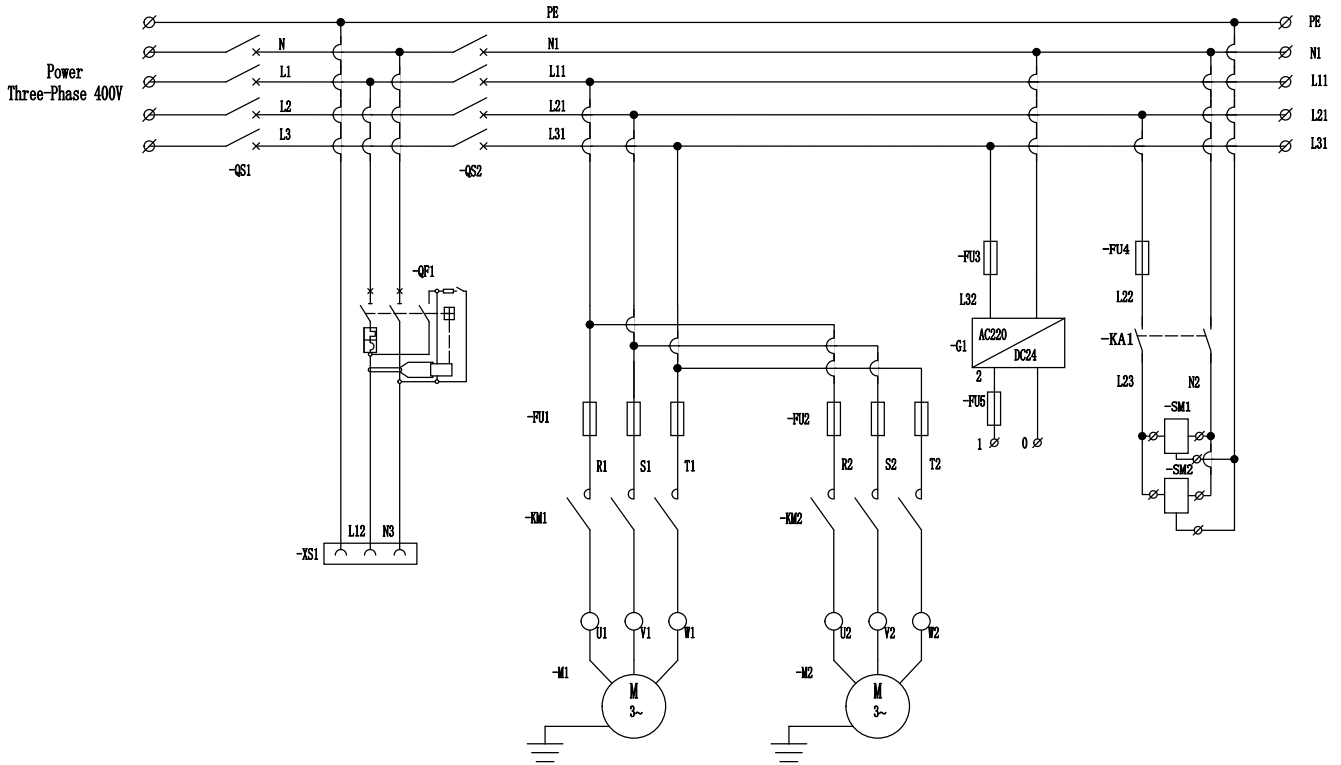 PE
PE
N
N1
N1
Power
Three-Phase 400V
L1
L11
L11
L2
L21
L21
L3
L31
L31
-QS1
-QS2
-QF1
-FU3
-FU4
L32
L22
AC220
DC24
-G1
-KA1
2
L23
N2
-FU1
-FU2
-FU5
-SM1
1
0
R1
S1
T1
R2
S2
T2
-SM2
-KM1
-KM2
L12
N3
-XS1
U1
V1
W1
U2
V2
W2
-M1
-M2
M
3~
M
3~